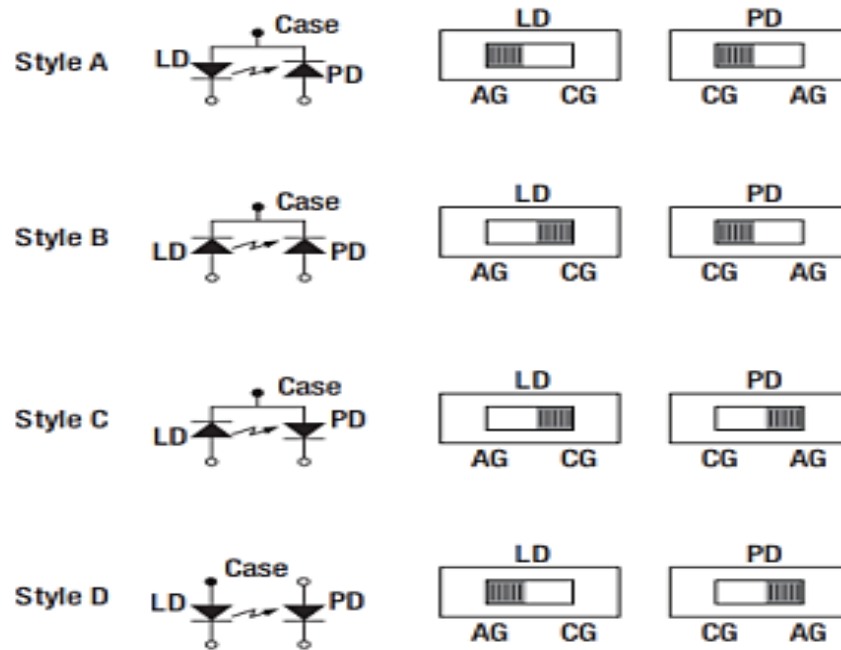 Case LD PD
Style A LD PD
AG CG CG AG
Case LD PD
Style B LD PD
AG CG CG AG
Case LD PD
Style C LD PD
AG CG CG AG
Case LD PD
Style D LD PD
AG CG CG AG